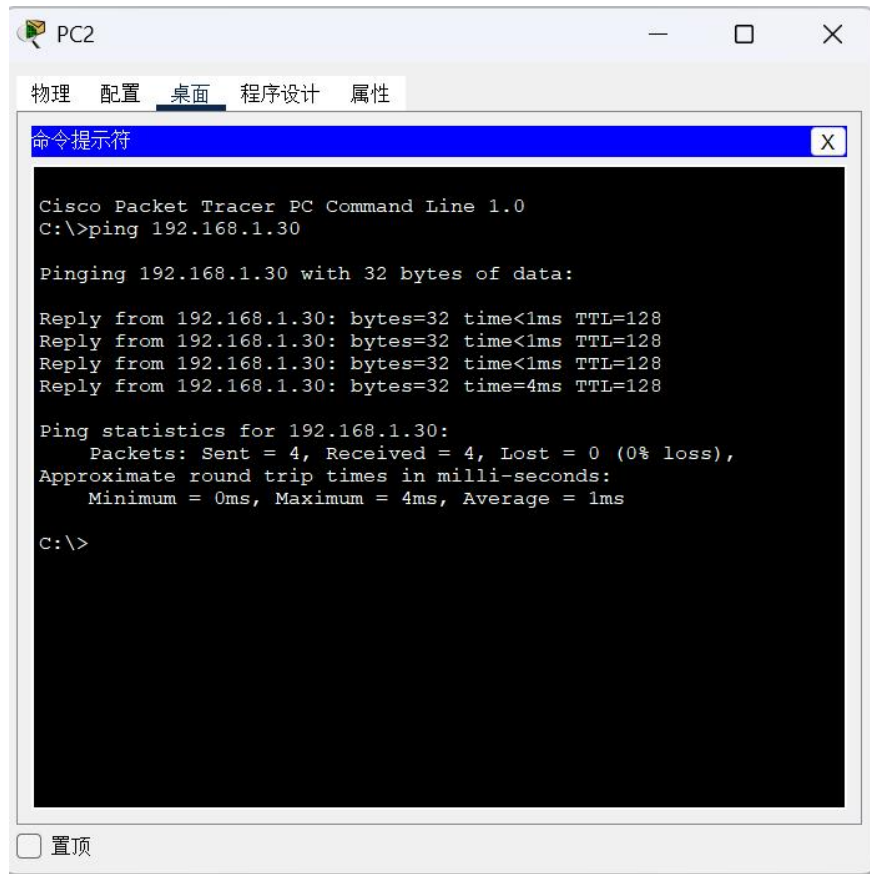 PC2
物理 配置 桌面 程序设计 属性
命令提示符
X
Cisco Packet Tracer PC Command Line 1.0
C:\>ping 192.168.1.30
Pinging 192.168.1.30 with 32 bytes of data:
Reply from 192.168.1.30: bytes=32 time<1ms TTL=128
Reply from 192.168.1.30: bytes=32 time<1ms TTL=128
Reply from 192.168.1.30: bytes=32 time<1ms TTL=128
Reply from 192.168.1.30: bytes=32 time=4ms TTL=128
Ping statistics for 192.168.1.30:
Packets: Sent = 4, Received = 4, Lost = 0 (0% loss),
Approximate round trip times in milli-seconds:
Minimum = 0ms, Maximum = 4ms, Average = 1ms
C:\>
置顶